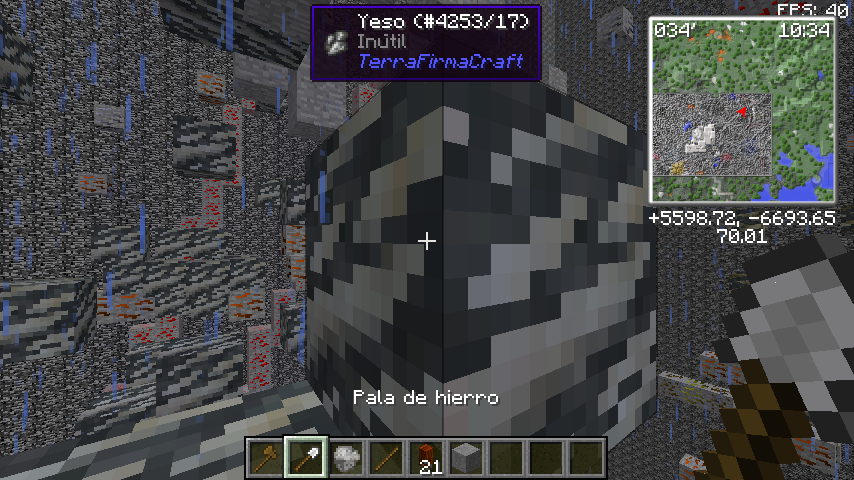 FPS: 40
Yeso (#4253/17)
Inútil
TerraFirmaCraft
034'
10:34
+5598.72, -6693.65
70.01
Pala de hierro
21